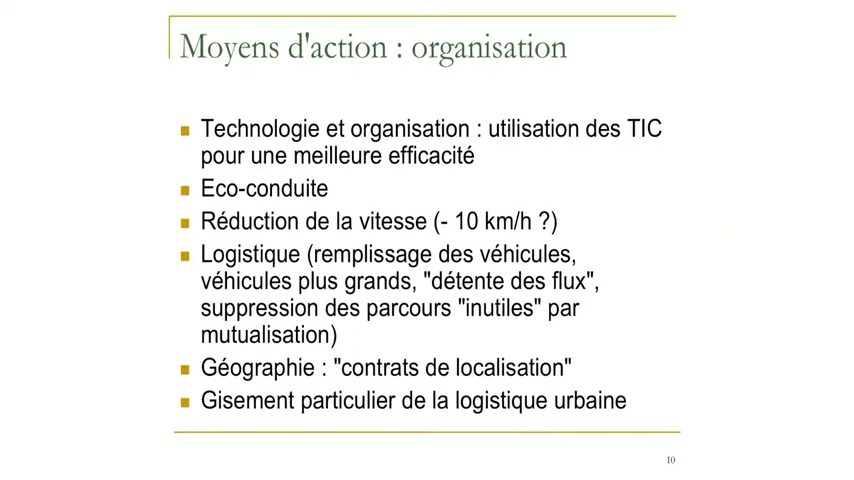 Moyens d'action : organisation
Technologie et organisation : utilisation des TIC
pour une meilleure efficacité
Eco-conduite
Réduction de la vitesse (- 10 km/h ?)
Logistique (remplissage des véhicules,
véhicules plus grands, "détente des flux",
suppression des parcours "inutiles" par
mutualisation)
Géographie : "contrats de localisation"
Gisement particulier de la logistique urbaine
10